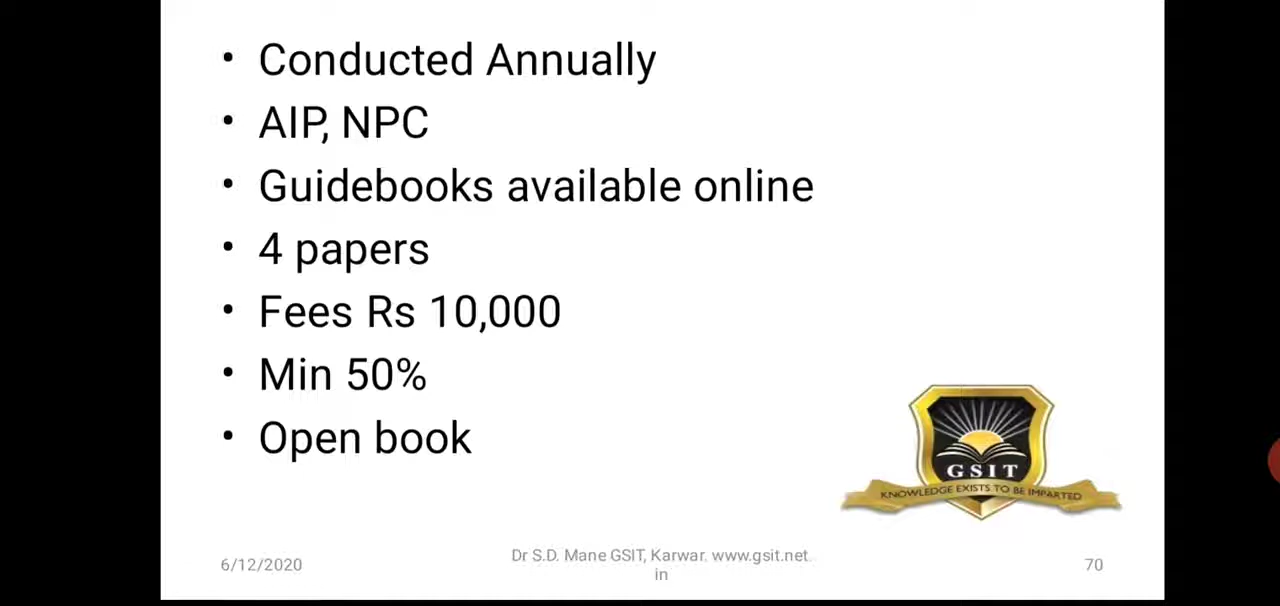 • Conducted Annually
• AIP, NPC
• Guidebooks available online
• 4 papers
• Fees Rs 10,000
• Min 50%
• Open book
GSIT
KNOWLEDGE EXISTS TO BE IMPARTED
6/12/2020
Dr S.D. Mane GSIT, Karwar. www.gsit.net.
in
70